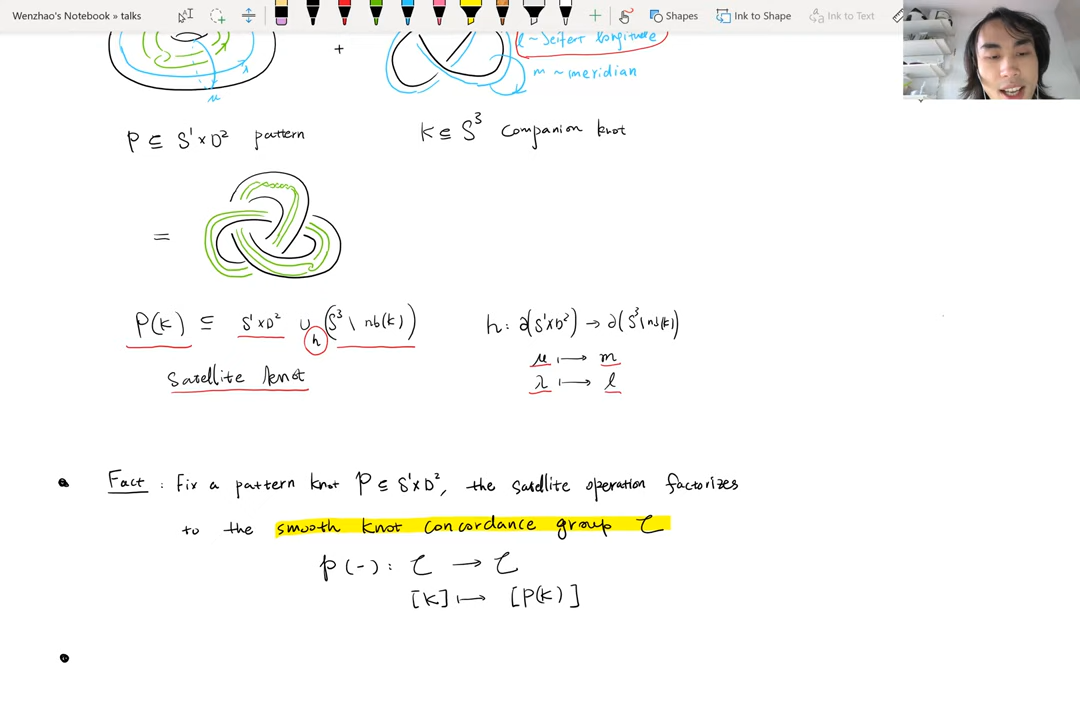 Wenzhao's Notebook » talks
Shapes
Ink to Shape
Ink to Text
l ~ Seifert longitude
λ
+
m ~ meridian
μ
P ⊆ S¹×D² pattern
K ⊆ S³ companion knot
=
P(K) ⊆ S¹×D² ∪ (S³ \ nb(K))
h
h: ∂(S¹×D²) → ∂(S³\nb(K))
μ ⟼ m
λ ⟼ l
Satellite knot
Fact : Fix a pattern knot P ⊆ S¹×D², the satellite operation factorizes
to the smooth knot concordance group C
P(-): C → C
[K] ⟼ [P(K)]